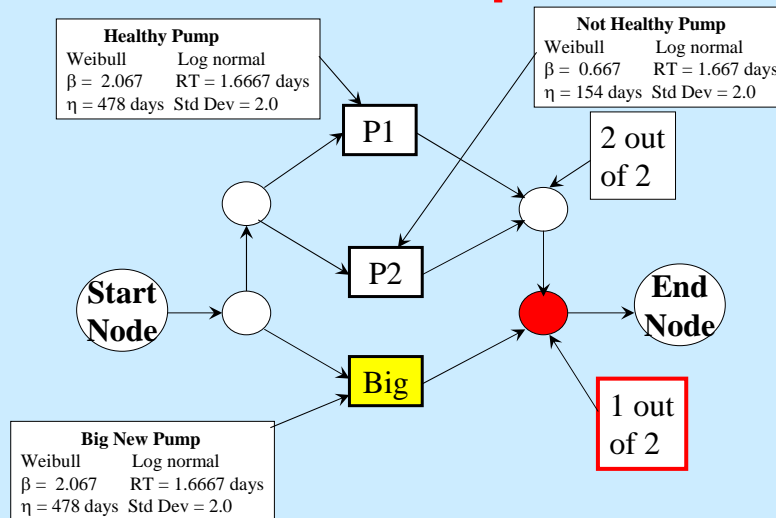 Healthy Pump
Weibull Log normal
β = 2.067 RT = 1.6667 days
η = 478 days Std Dev = 2.0
Not Healthy Pump
Weibull Log normal
β = 0.667 RT = 1.667 days
η = 154 days Std Dev = 2.0
P1
2 out
of 2
P2
Start
Node
End
Node
Big
1 out
of 2
Big New Pump
Weibull Log normal
β = 2.067 RT = 1.6667 days
η = 478 days Std Dev = 2.0